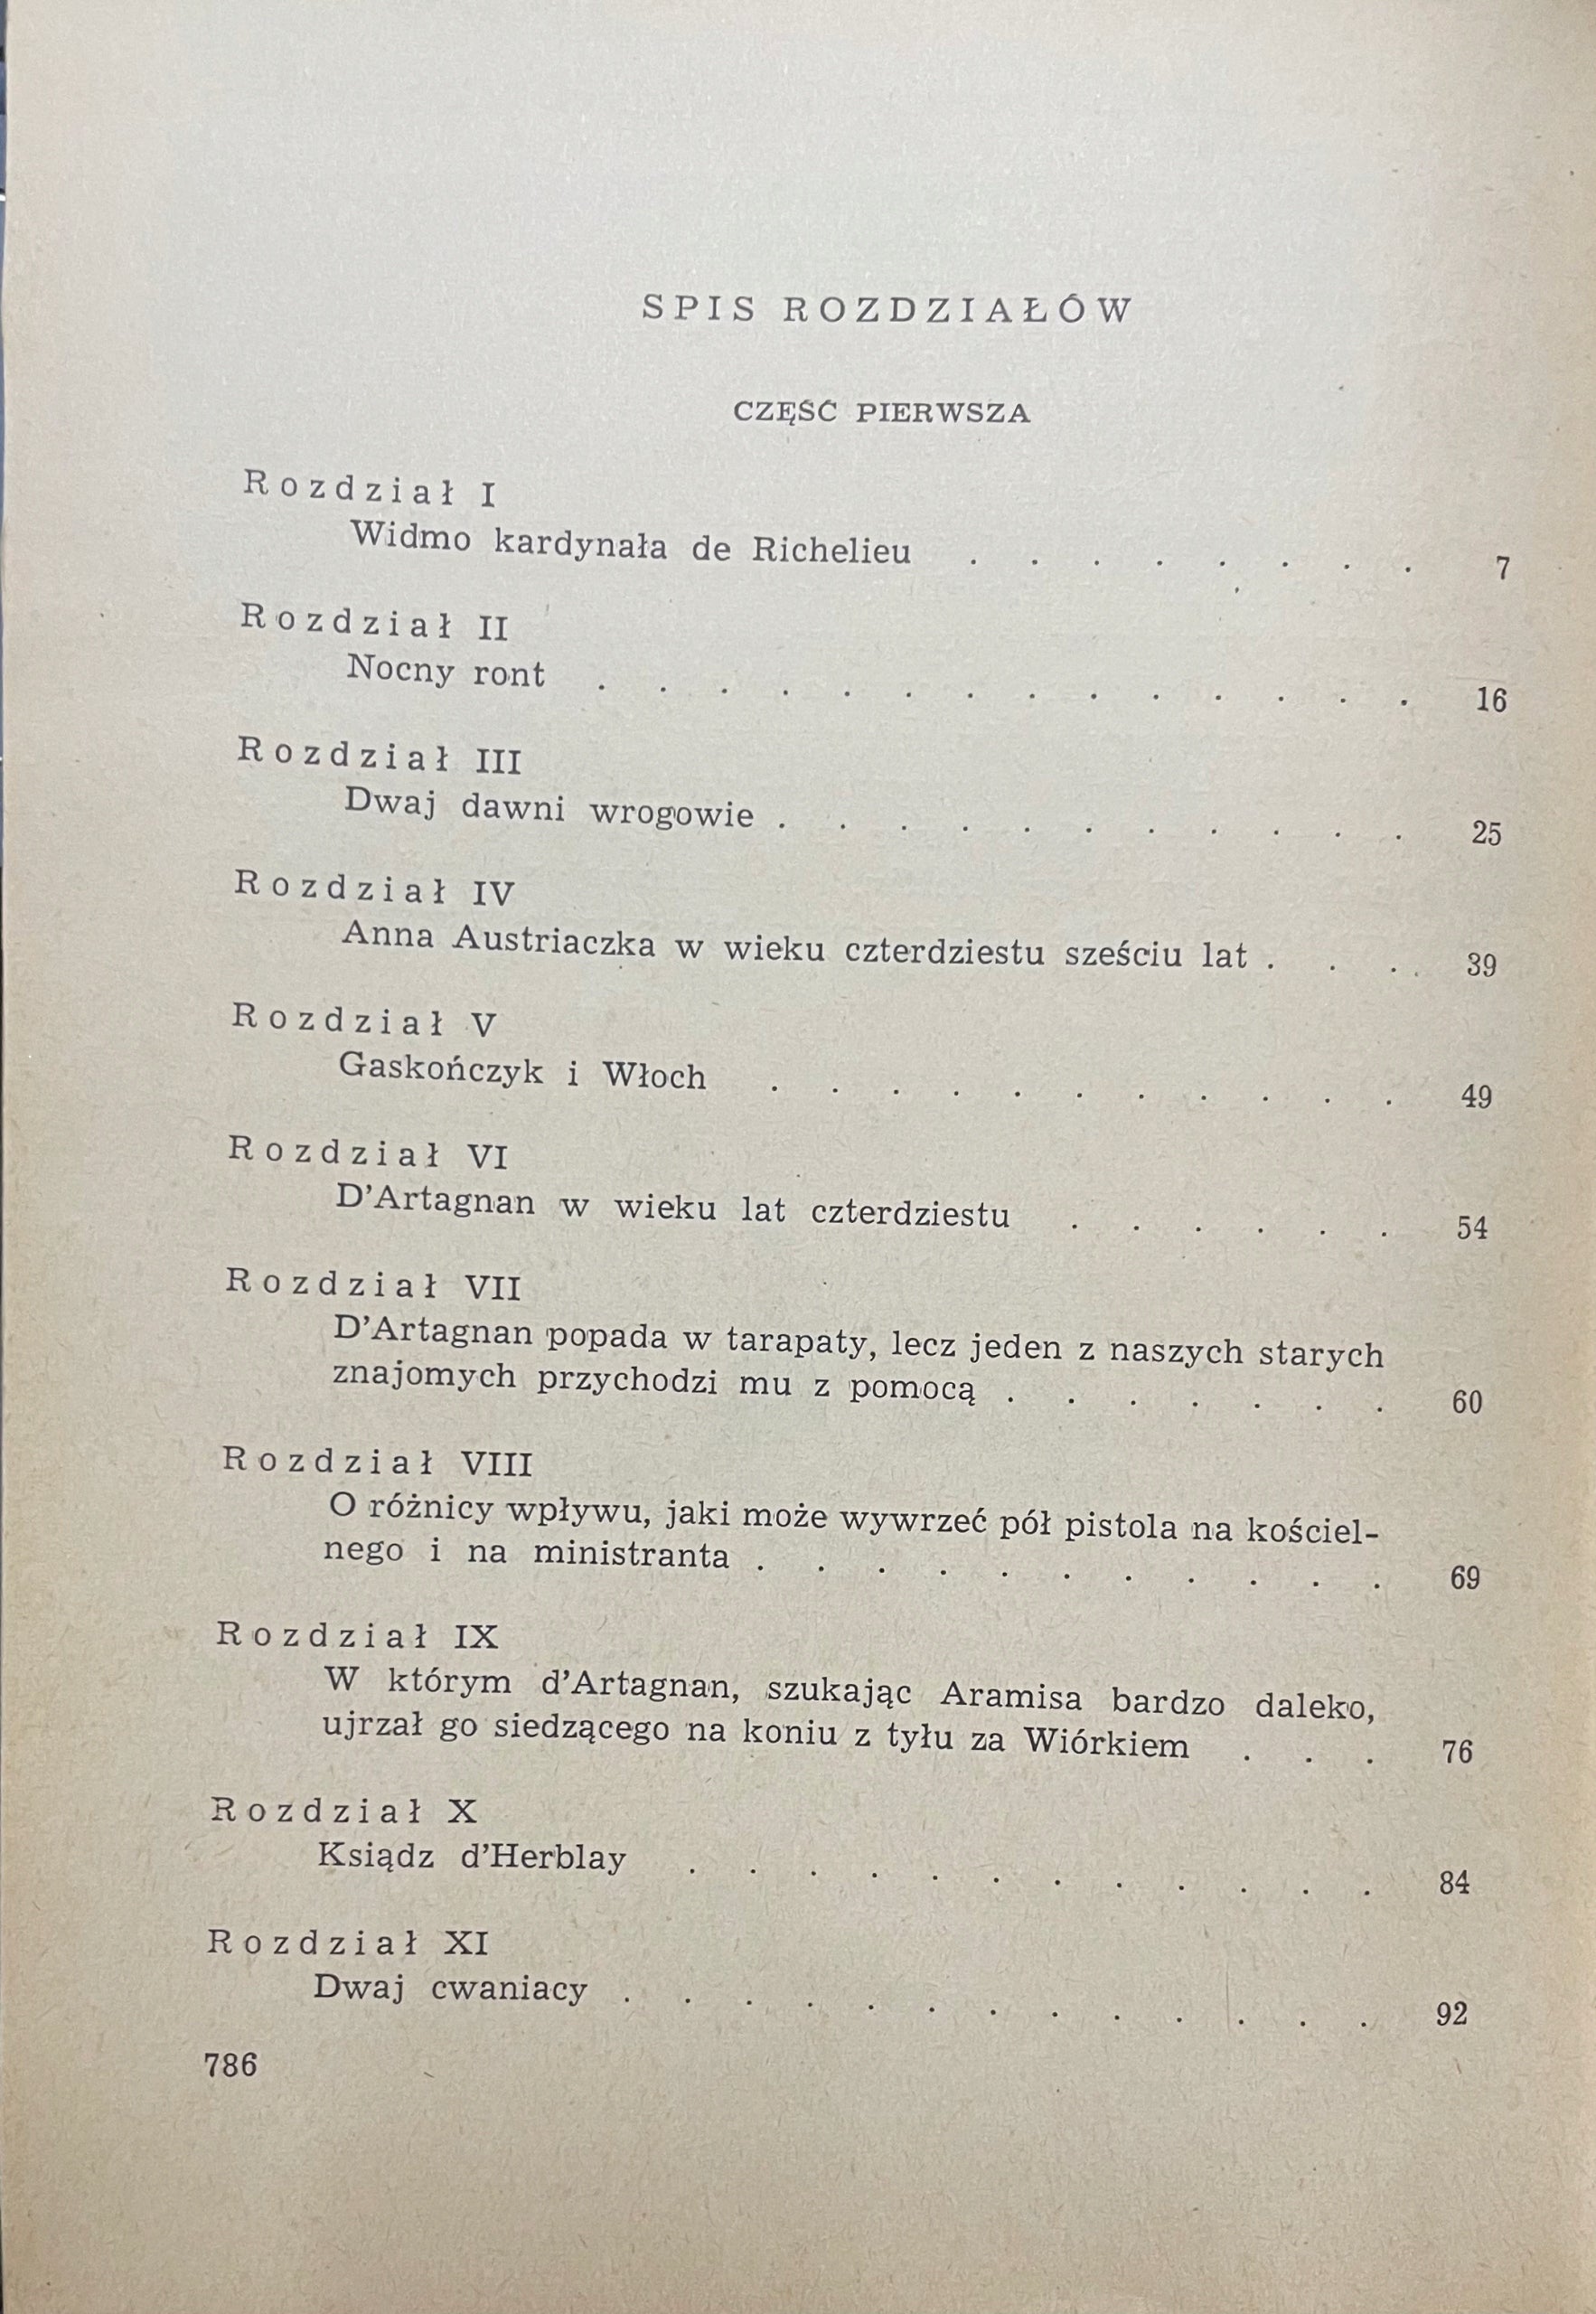 SPIS ROZDZIAŁÓW
CZĘŚĆ PIERWSZA
Rozdział I
Widmo kardynała de Richelieu . . . . . . . . 7
Rozdział II
Nocny ront . . . . . . . . . . . . . . 16
Rozdział III
Dwaj dawni wrogowie . . . . . . . . . . . 25
Rozdział IV
Anna Austriaczka w wieku czterdziestu sześciu lat . . . 39
Rozdział V
Gaskończyk i Włoch . . . . . . . . . . . 49
Rozdział VI
D'Artagnan w wieku lat czterdziestu . . . . . . 54
Rozdział VII
D'Artagnan popada w tarapaty, lecz jeden z naszych starych
znajomych przychodzi mu z pomocą . . . . . . . 60
Rozdział VIII
O różnicy wpływu, jaki może wywrzeć pół pistola na kościel-
nego i na ministranta . . . . . . . . . . . 69
Rozdział IX
W którym d'Artagnan, szukając Aramisa bardzo daleko,
ujrzał go siedzącego na koniu z tyłu za Wiórkiem . . . 76
Rozdział X
Ksiądz d'Herblay . . . . . . . . . . . . 84
Rozdział XI
Dwaj cwaniacy . . . . . . . . . . . . . 92
786